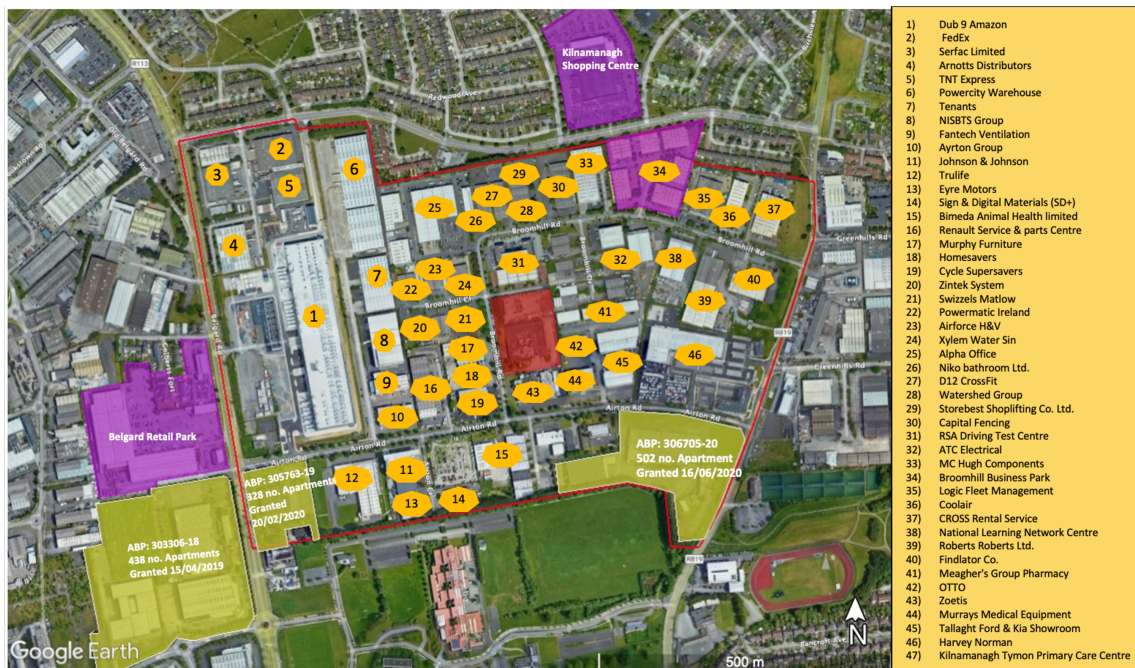 Kilnamanagh
Shopping Centre
R113
Redwood Ave
Belgard Rd
Broomhill Rd
Broomhill Rd
Greenhills Rd
Broomhill Cl
Broomhill Rd
R819
Greenhills Rd
Belgard Retail Park
Airton Rd
Airton Rd
Airton Rd
Airton Rd
ABP: 306705-20
502 no. Apartment
Granted 16/06/2020
ABP: 305763-19
328 no. Apartments
Granted
20/02/2020
ABP: 303306-18
438 no. Apartments
Granted 15/04/2019
R819
Bancroft Ave
N
Google Earth
500 m
2
3
5
6
4
1
7
8
9
10
12
11
13
14
15
16
17
18
19
20
21
22
23
24
25
26
27
28
29
30
31
32
33
34
35
36
37
38
39
40
41
42
43
44
45
46
1) Dub 9 Amazon
2) FedEx
3) Serfac Limited
4) Arnotts Distributors
5) TNT Express
6) Powercity Warehouse
7) Tenants
8) NISBTS Group
9) Fantech Ventilation
10) Ayrton Group
11) Johnson & Johnson
12) Trulife
13) Eyre Motors
14) Sign & Digital Materials (SD+)
15) Bimeda Animal Health limited
16) Renault Service & parts Centre
17) Murphy Furniture
18) Homesavers
19) Cycle Supersavers
20) Zintek System
21) Swizzels Matlow
22) Powermatic Ireland
23) Airforce H&V
24) Xylem Water Sin
25) Alpha Office
26) Niko bathroom Ltd.
27) D12 CrossFit
28) Watershed Group
29) Storebest Shoplifting Co. Ltd.
30) Capital Fencing
31) RSA Driving Test Centre
32) ATC Electrical
33) MC Hugh Components
34) Broomhill Business Park
35) Logic Fleet Management
36) Coolair
37) CROSS Rental Service
38) National Learning Network Centre
39) Roberts Roberts Ltd.
40) Findlator Co.
41) Meagher's Group Pharmacy
42) OTTO
43) Zoetis
44) Murrays Medical Equipment
45) Tallaght Ford & Kia Showroom
46) Harvey Norman
47) Kilnamanagh Tymon Primary Care Centre